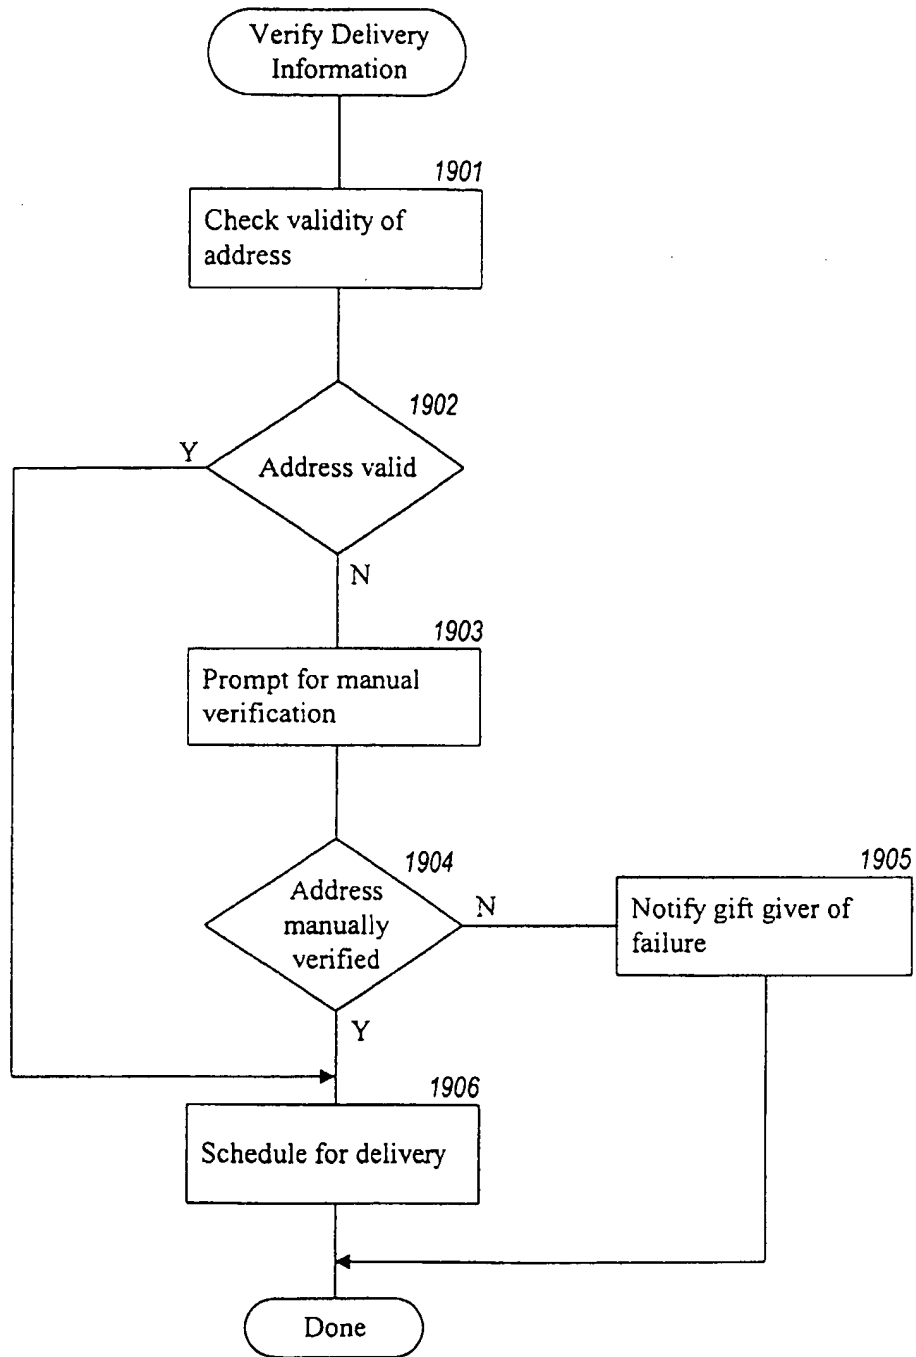 Verify Delivery
Information
1901
Check validity of
address
1902
Y
Address valid
N
1903
Prompt for manual
verification
1904
Address
manually
verified
N
1905
Notify gift giver of
failure
Y
1906
Schedule for delivery
Done